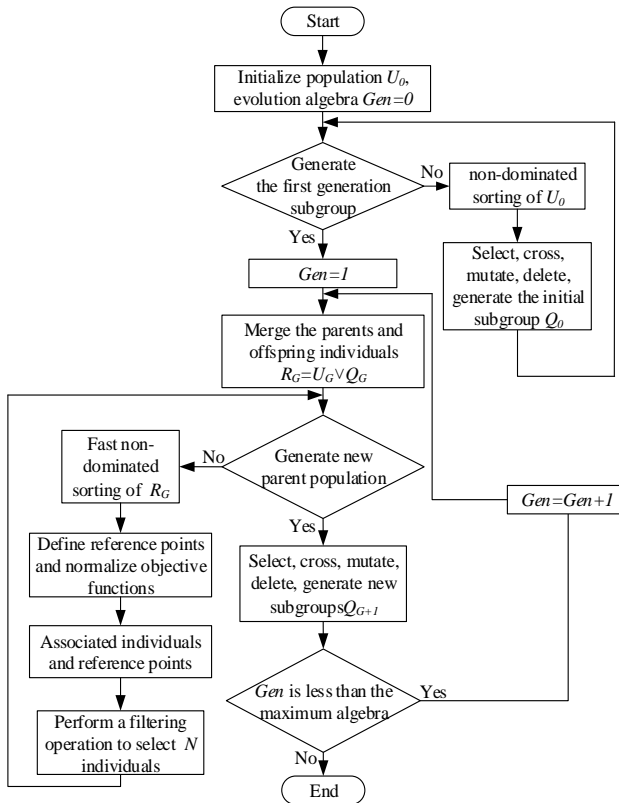 Start
Initialize population U0,
evolution algebra Gen=0
Generate
the first generation
subgroup
No
non-dominated
sorting of U0
Yes
Select, cross,
mutate, delete,
generate the initial
subgroup Q0
Gen=1
Merge the parents and
offspring individuals
RG=UG∨QG
Generate new
parent population
No
Fast non-
dominated
sorting of RG
Gen=Gen+1
Yes
Define reference points
and normalize objective
functions
Select, cross, mutate,
delete, generate new
subgroupsQG+1
Associated individuals
and reference points
Gen is less than the
maximum algebra
Yes
Perform a filtering
operation to select N
individuals
No
End